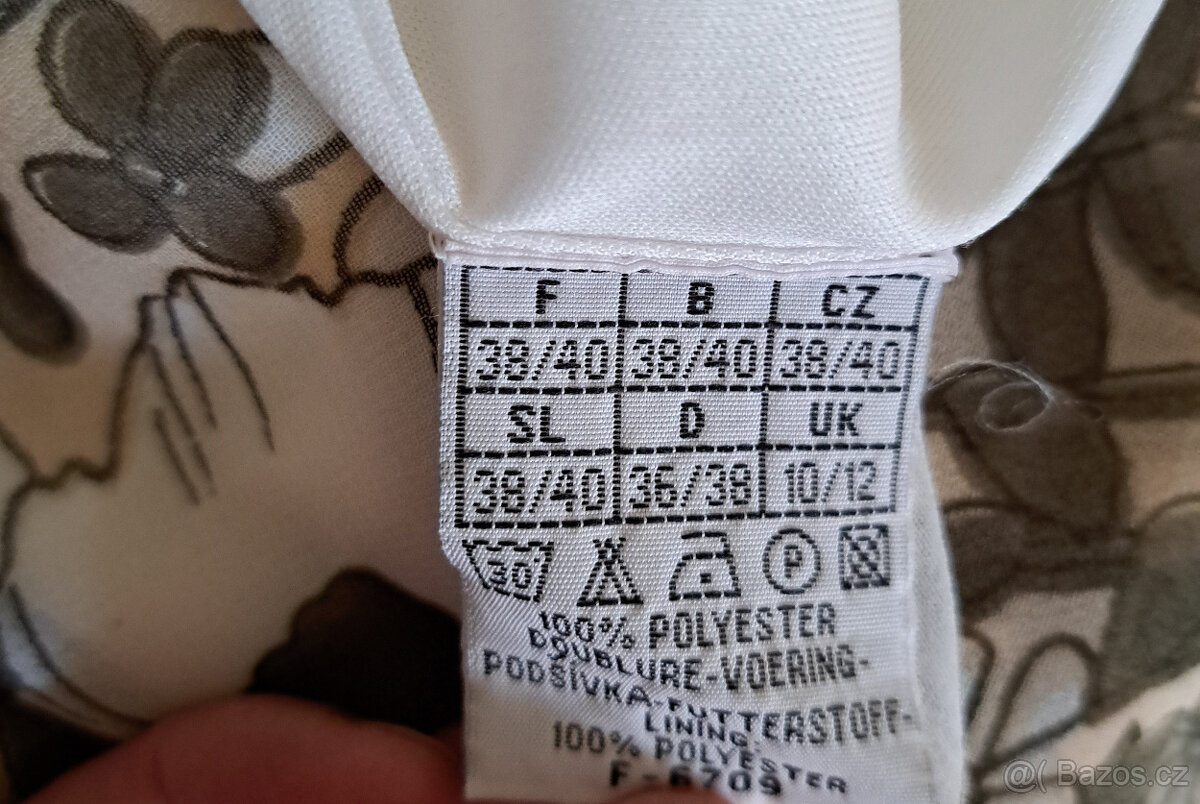 F B CZ
38/40 38/40 38/40
SL D UK
38/40 36/38 10/12
30 P
100% POLYESTER
DOUBLURE-VOERING-
PODŠÍVKA-FUTTERSTOFF-
LINING:
100% POLYESTER
F-6709
@( Bazos.cz